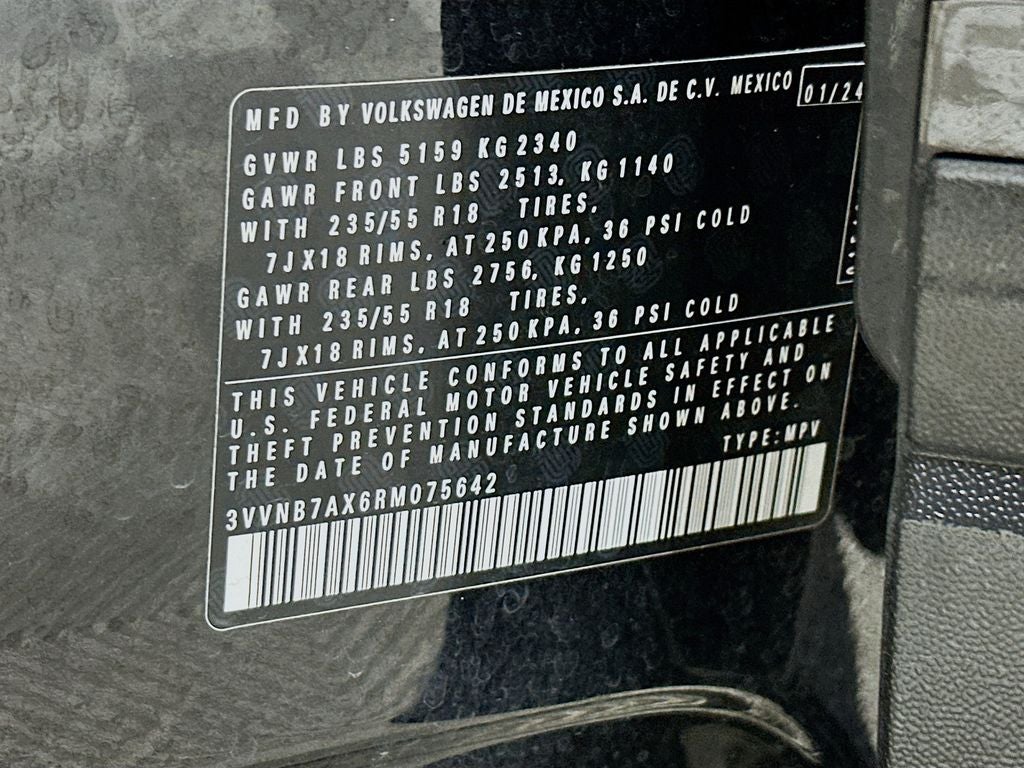 MFD BY VOLKSWAGEN DE MEXICO S.A. DE C.V. MEXICO 01/24
GVWR LBS 5159 KG 2340
GAWR FRONT LBS 2513, KG 1140
WITH 235/55 R18 TIRES,
7JX18 RIMS, AT 250 KPA, 36 PSI COLD
GAWR REAR LBS 2756, KG 1250
WITH 235/55 R18 TIRES,
7JX18 RIMS, AT 250 KPA, 36 PSI COLD
THIS VEHICLE CONFORMS TO ALL APPLICABLE
U.S. FEDERAL MOTOR VEHICLE SAFETY AND
THEFT PREVENTION STANDARDS IN EFFECT ON
THE DATE OF MANUFACTURE SHOWN ABOVE.
TYPE: MPV
3VVNB7AX6RM075642